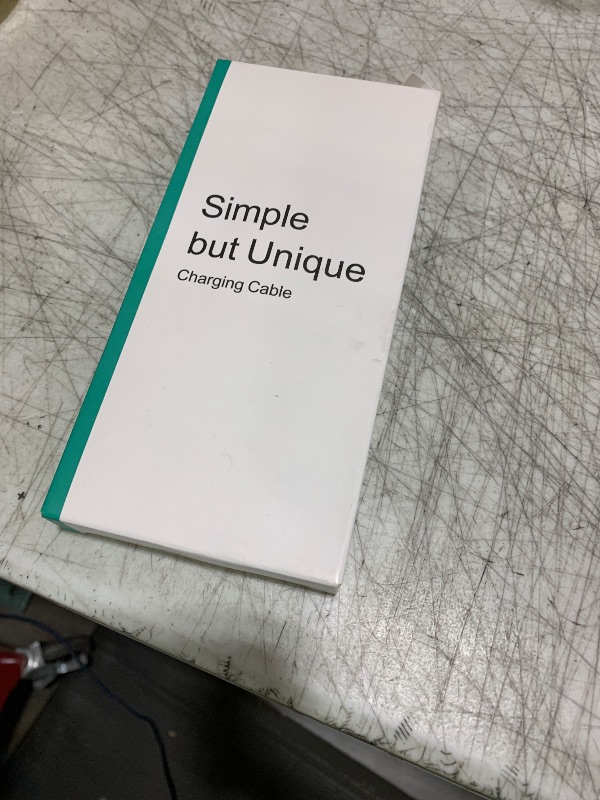 Simple
but Unique
Charging Cable